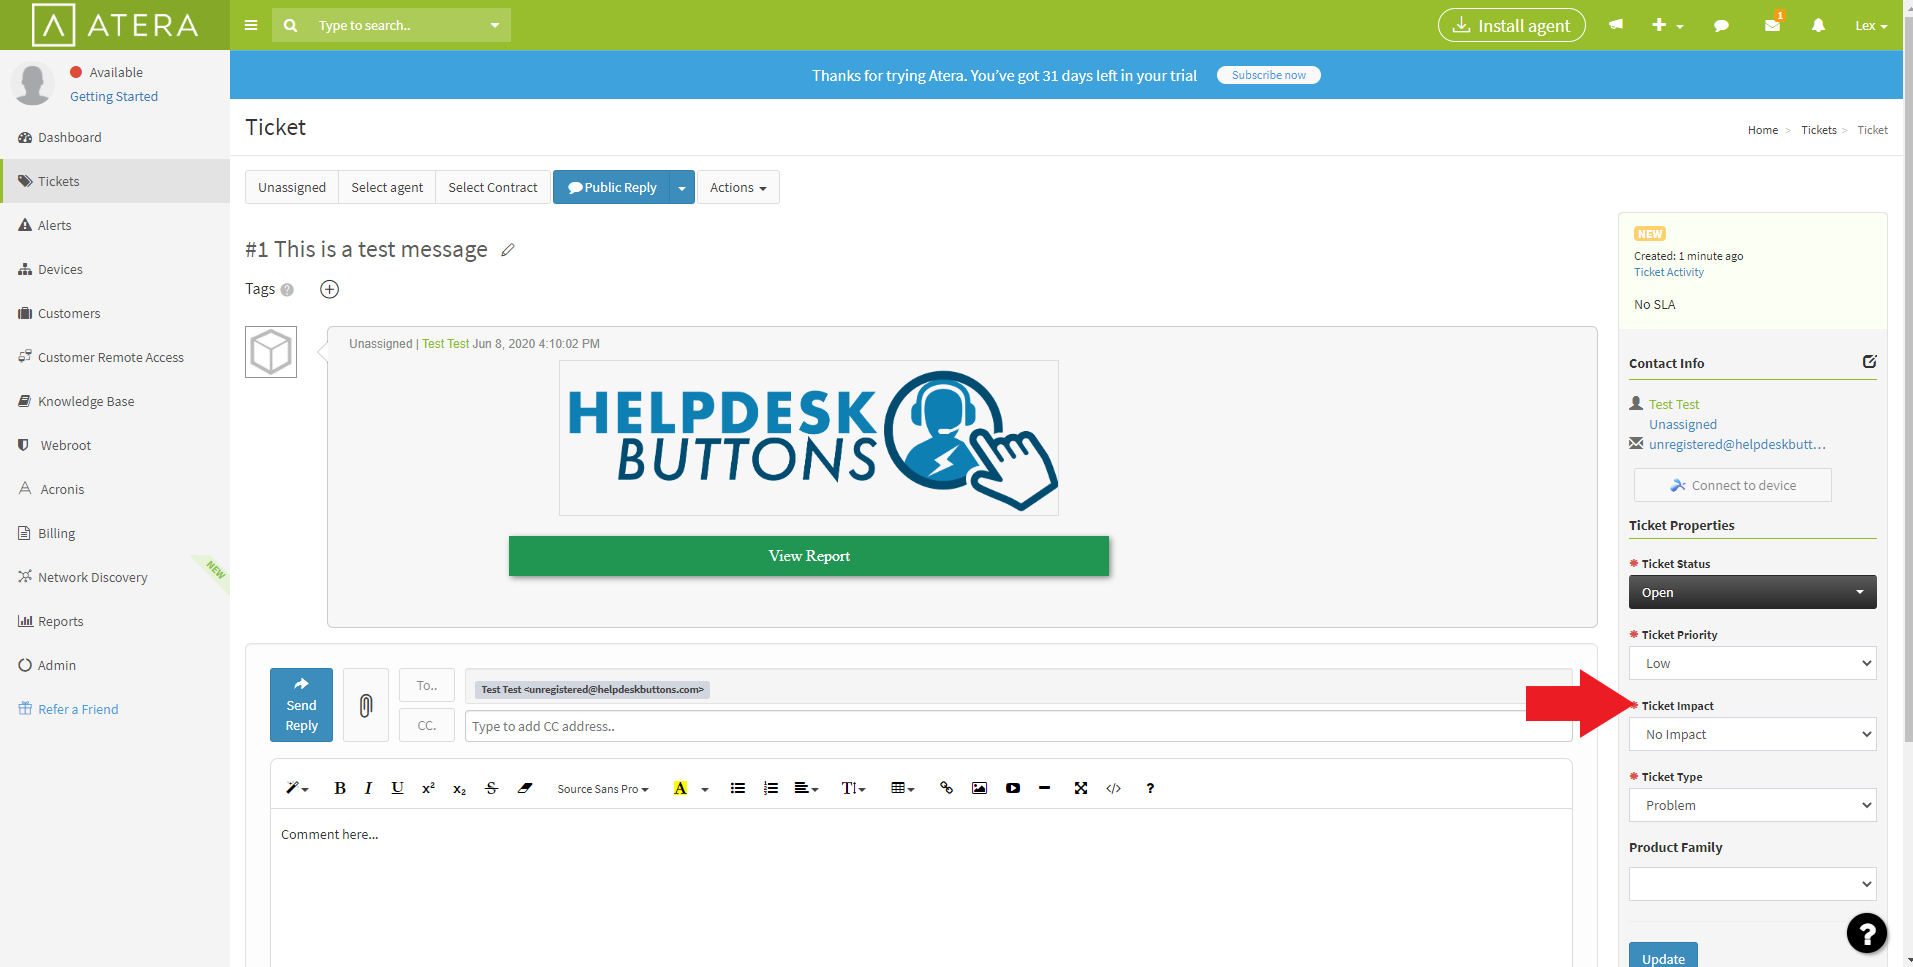 ATERA
Type to search..
Install agent
1
Lex
Available
Getting Started
Thanks for trying Atera. You've got 31 days left in your trial
Subscribe now
Dashboard
Tickets
Alerts
Devices
Customers
Customer Remote Access
Knowledge Base
Webroot
Acronis
Billing
Network Discovery
NEW
Reports
Admin
Refer a Friend
Ticket
Home > Tickets > Ticket
Unassigned
Select agent
Select Contract
Public Reply
Actions
#1 This is a test message
Tags ?
Unassigned | Test Test Jun 8, 2020 4:10:02 PM
HELPDESK
BUTTONS
View Report
Send
Reply
To..
Test Test <unregistered@helpdeskbuttons.com>
CC.
Type to add CC address..
B I U x² x₂ S
Source Sans Pro
A
T
</>
?
Comment here...
NEW
Created: 1 minute ago
Ticket Activity
No SLA
Contact Info
Test Test
Unassigned
unregistered@helpdeskbutt...
Connect to device
Ticket Properties
Ticket Status
Open
Ticket Priority
Low
Ticket Impact
No Impact
Ticket Type
Problem
Product Family
?
Update